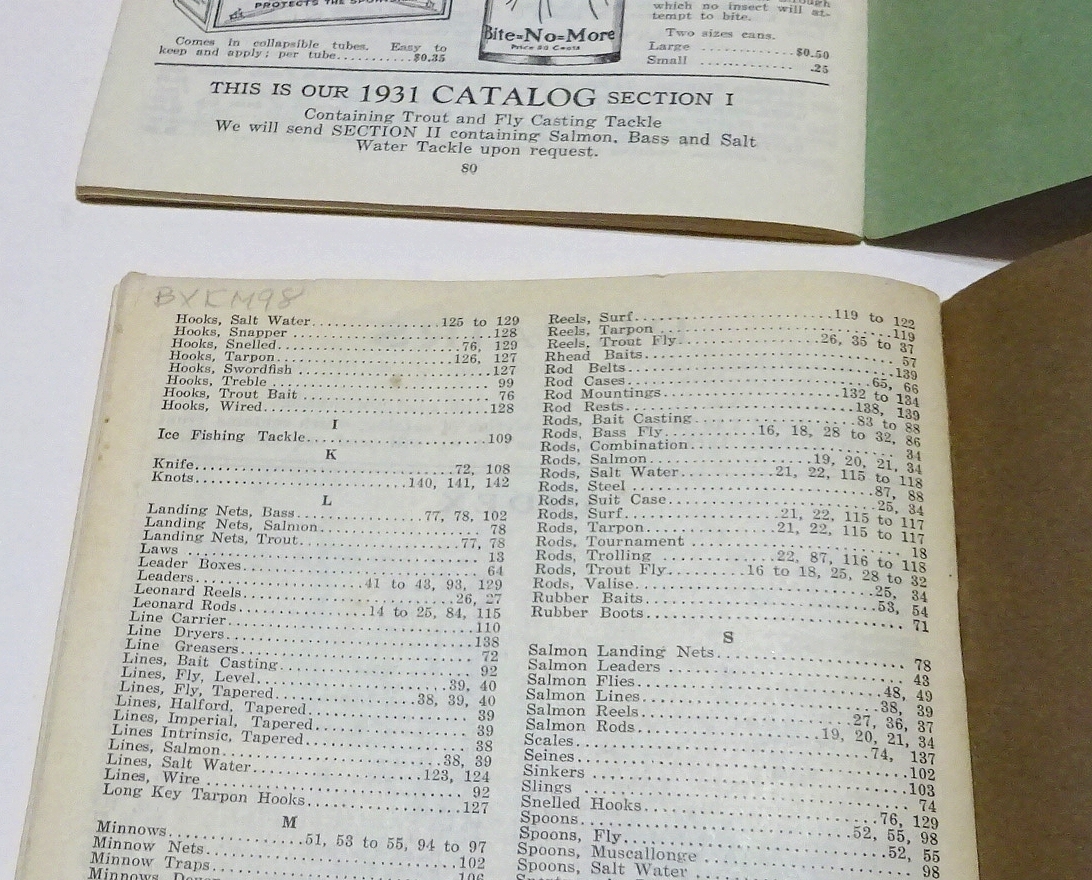 PROTECTS THE
Comes in collapsible tubes. Easy to
keep and apply; per tube...........$0.35
Bite=No=More
Price 50 Cents
which no insect will at-
tempt to bite.
Two sizes cans.
Large ..............$0.50
Small ...............25
THIS IS OUR 1931 CATALOG SECTION I
Containing Trout and Fly Casting Tackle
We will send SECTION II containing Salmon, Bass and Salt
Water Tackle upon request.
80
BXKM98
Hooks, Salt Water..................125 to 129
Hooks, Snapper ...........................128
Hooks, Snelled.........................76, 129
Hooks, Tarpon.........................126, 127
Hooks, Swordfish .........................127
Hooks, Treble .............................99
Hooks, Trout Bait .........................76
Hooks, Wired..............................128
I
Ice Fishing Tackle........................109
K
Knife..................................72, 108
Knots............................140, 141, 142
L
Landing Nets, Bass.................77, 78, 102
Landing Nets, Salmon.......................78
Landing Nets, Trout....................77, 78
Laws ......................................13
Leader Boxes...............................64
Leaders....................41 to 43, 93, 129
Leonard Reels..........................26, 27
Leonard Rods...............14 to 25, 84, 115
Line Carrier..............................110
Line Dryers...............................138
Line Greasers..............................72
Lines, Bait Casting........................92
Lines, Fly, Level......................39, 40
Lines, Fly, Tapered................38, 39, 40
Lines, Halford, Tapered....................39
Lines, Imperial, Tapered...................39
Lines Intrinsic, Tapered...................38
Lines, Salmon..........................38, 39
Lines, Salt Water.....................123, 124
Lines, Wire ...............................92
Long Key Tarpon Hooks.....................127
M
Minnows...............51, 53 to 55, 94 to 97
Minnow Nets...............................102
Minnow Traps..............................106
Reels, Surf........................119 to 122
Reels, Tarpon ............................119
Reels, Trout Fly.................26, 35 to 37
Rhead Baits................................57
Rod Belts.................................139
Rod Cases..............................65, 66
Rod Mountings......................132 to 134
Rod Rests.............................138, 139
Rods, Bait Casting...................83 to 88
Rods, Bass Fly...........16, 18, 28 to 32, 86
Rods, Combination..........................34
Rods, Salmon...................19, 20, 21, 34
Rods, Salt Water.............21, 22, 115 to 118
Rods, Steel............................87, 88
Rods, Suit Case........................25, 34
Rods, Surf...................21, 22, 115 to 117
Rods, Tarpon.................21, 22, 115 to 117
Rods, Tournament ..........................18
Rods, Trolling ..............22, 87, 116 to 118
Rods, Trout Fly..........16 to 18, 25, 28 to 32
Rods, Valise...........................25, 34
Rubber Baits...........................53, 54
Rubber Boots...............................71
S
Salmon Landing Nets........................78
Salmon Leaders ............................43
Salmon Flies...........................48, 49
Salmon Lines...........................38, 39
Salmon Reels.......................27, 36, 37
Salmon Rods....................19, 20, 21, 34
Scales.................................74, 137
Seines....................................102
Sinkers ..................................103
Slings ....................................74
Snelled Hooks..........................76, 129
Spoons.............................52, 55, 98
Spoons, Fly............................52, 55
Spoons, Muscallonge .......................98
Spoons, Salt Water